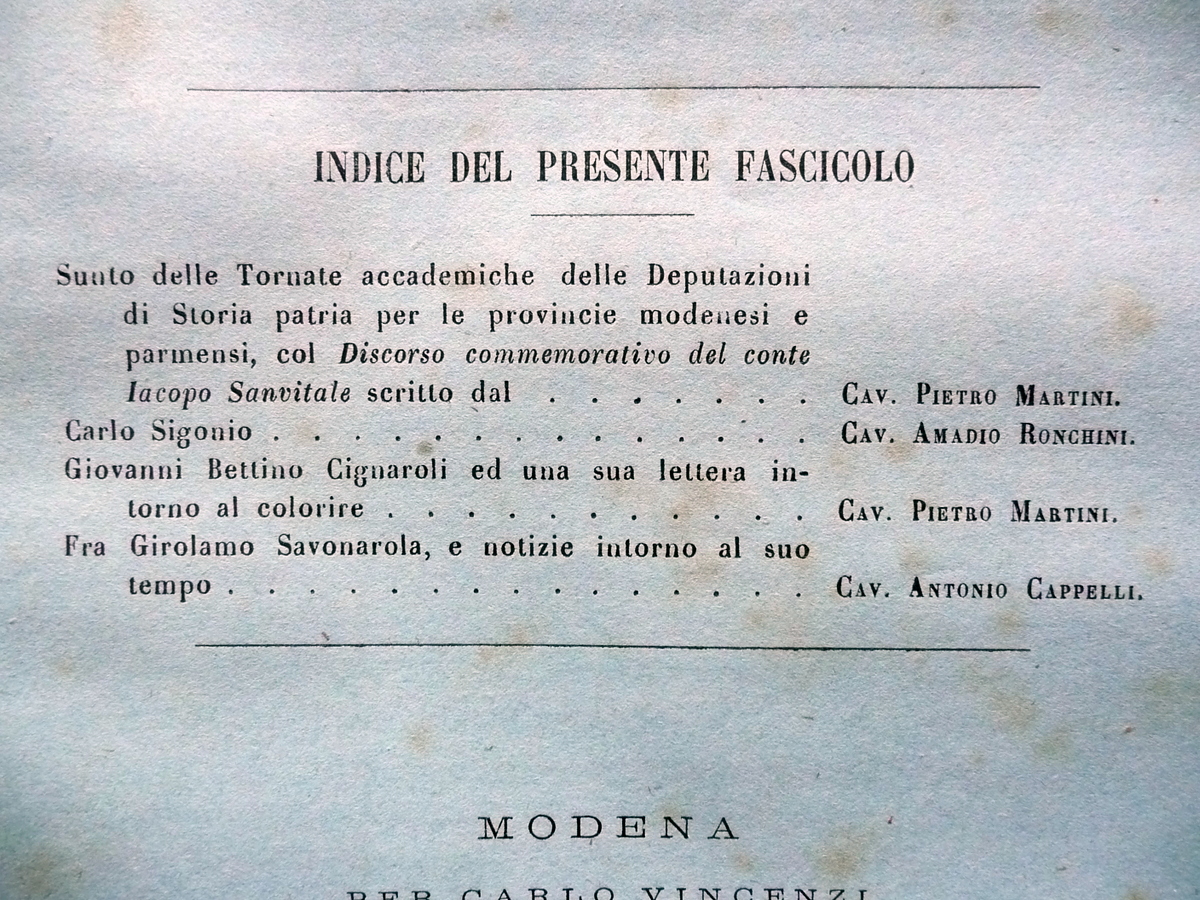 INDICE DEL PRESENTE FASCICOLO
Sunto delle Tornate accademiche delle Deputazioni
di Storia patria per le provincie modenesi e
parmensi, col Discorso commemorativo del conte
Iacopo Sanvitale scritto dal . . . . . . . CAV. PIETRO MARTINI.
Carlo Sigonio . . . . . . . . . . . . . . CAV. AMADIO RONCHINI.
Giovanni Bettino Cignaroli ed una sua lettera in-
torno al colorire . . . . . . . . . . . CAV. PIETRO MARTINI.
Fra Girolamo Savonarola, e notizie intorno al suo
tempo . . . . . . . . . . . . . . . CAV. ANTONIO CAPPELLI.
MODENA
PER CARLO VINCENZI